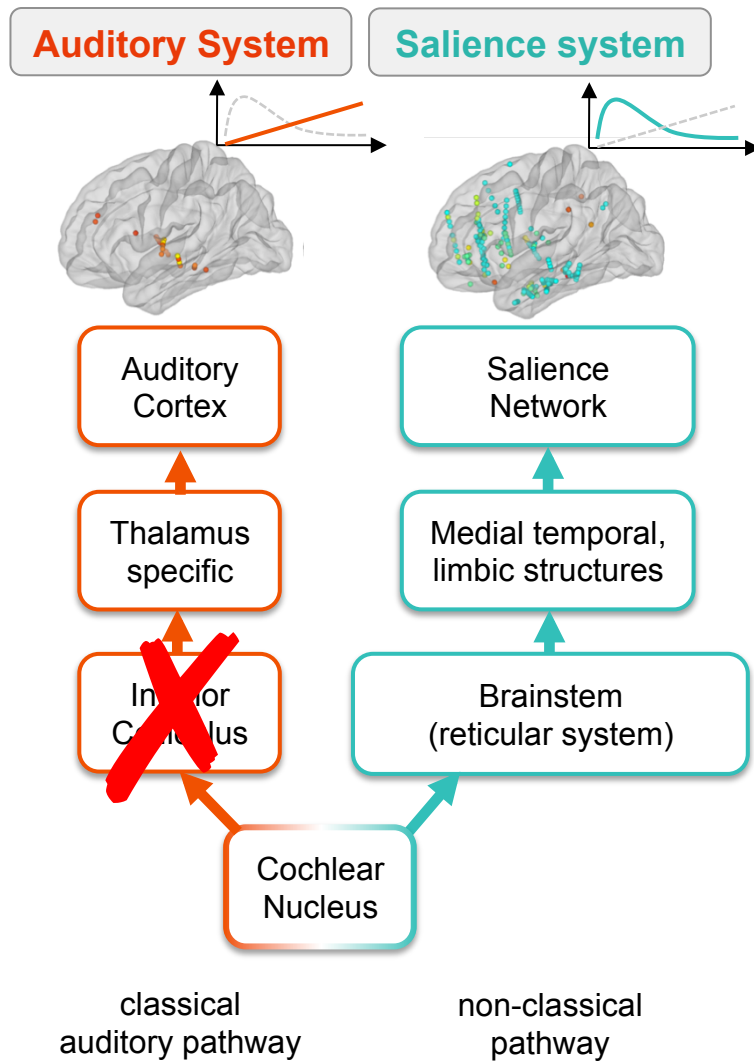 Auditory System
Salience system
Auditory
Cortex
Salience
Network
Thalamus
specific
Medial temporal,
limbic structures
Brainstem
(reticular system)
Cochlear
Nucleus
classical
auditory pathway
non-classical
pathway